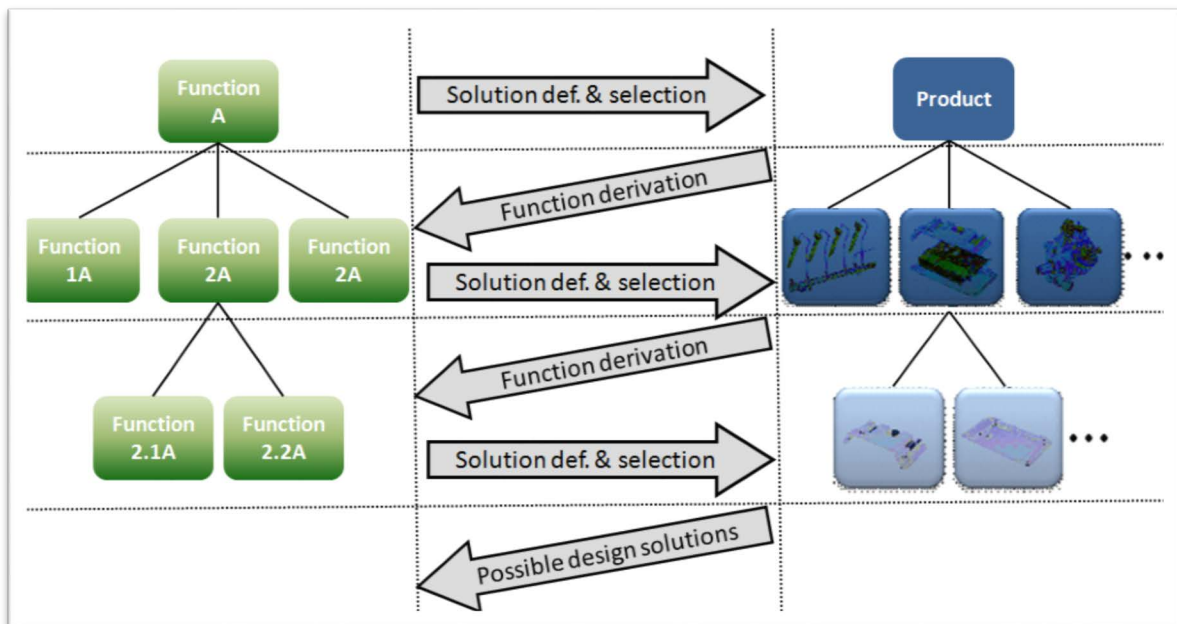 Function
A
Solution def. & selection
Product
Function derivation
Function
1A
Function
2A
Function
2A
Solution def. & selection
...
Function derivation
Function
2.1A
Function
2.2A
Solution def. & selection
...
Possible design solutions